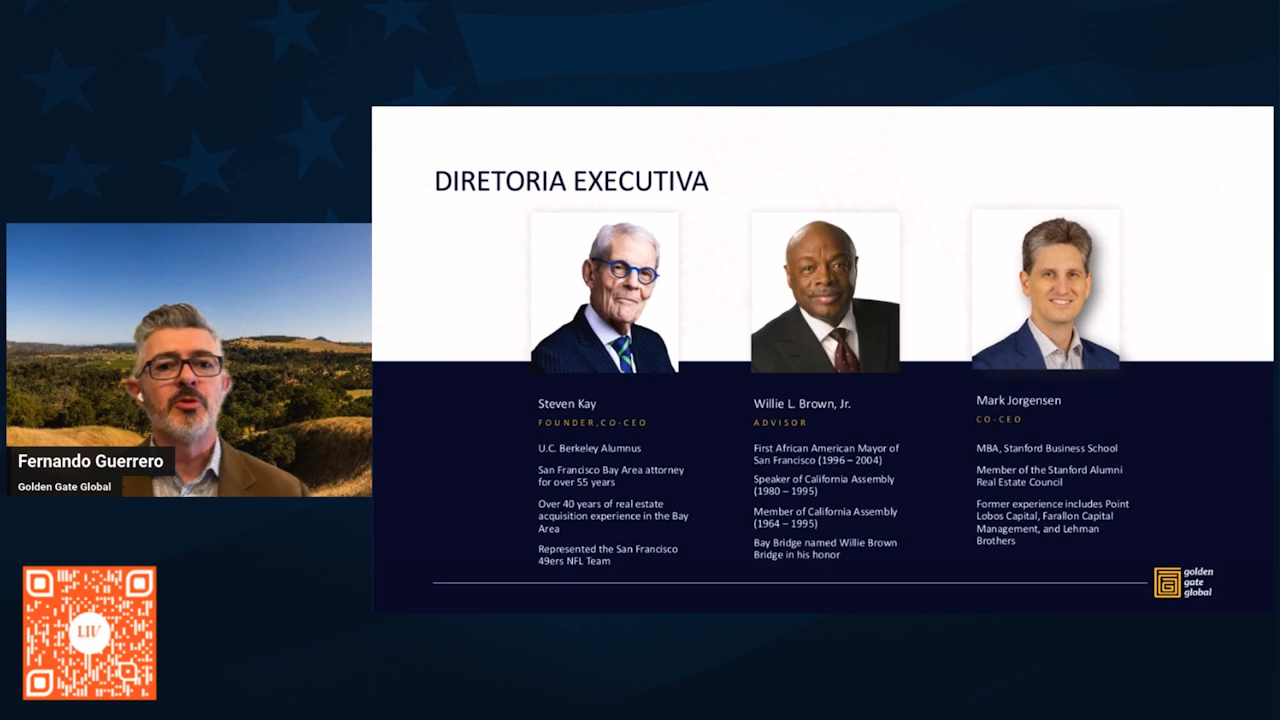 DIRETORIA EXECUTIVA
Steven Kay
FOUNDER,CO-CEO
U.C. Berkeley Alumnus
San Francisco Bay Area attorney
for over 55 years
Over 40 years of real estate
acquisition experience in the Bay
Area
Represented the San Francisco
49ers NFL Team
Willie L. Brown, Jr.
ADVISOR
First African American Mayor of
San Francisco (1996 – 2004)
Speaker of California Assembly
(1980 – 1995)
Member of California Assembly
(1964 – 1995)
Bay Bridge named Willie Brown
Bridge in his honor
Mark Jorgensen
CO-CEO
MBA, Stanford Business School
Member of the Stanford Alumni
Real Estate Council
Former experience includes Point
Lobos Capital, Farallon Capital
Management, and Lehman
Brothers
golden
gate
global
Fernando Guerrero
Golden Gate Global
LIV